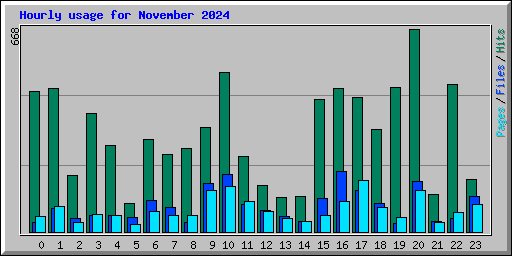 Hourly usage for November 2024
668
Pages / Files / Hits
0 1 2 3 4 5 6 7 8 9 10 11 12 13 14 15 16 17 18 19 20 21 22 23